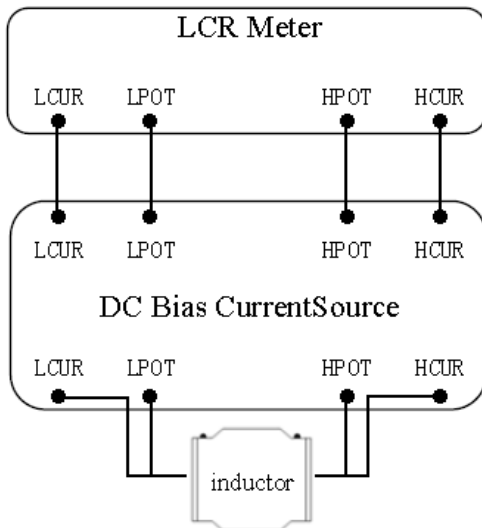 LCR Meter
LCUR LPOT HPOT HCUR
LCUR LPOT HPOT HCUR
DC Bias CurrentSource
LCUR LPOT HPOT HCUR
inductor